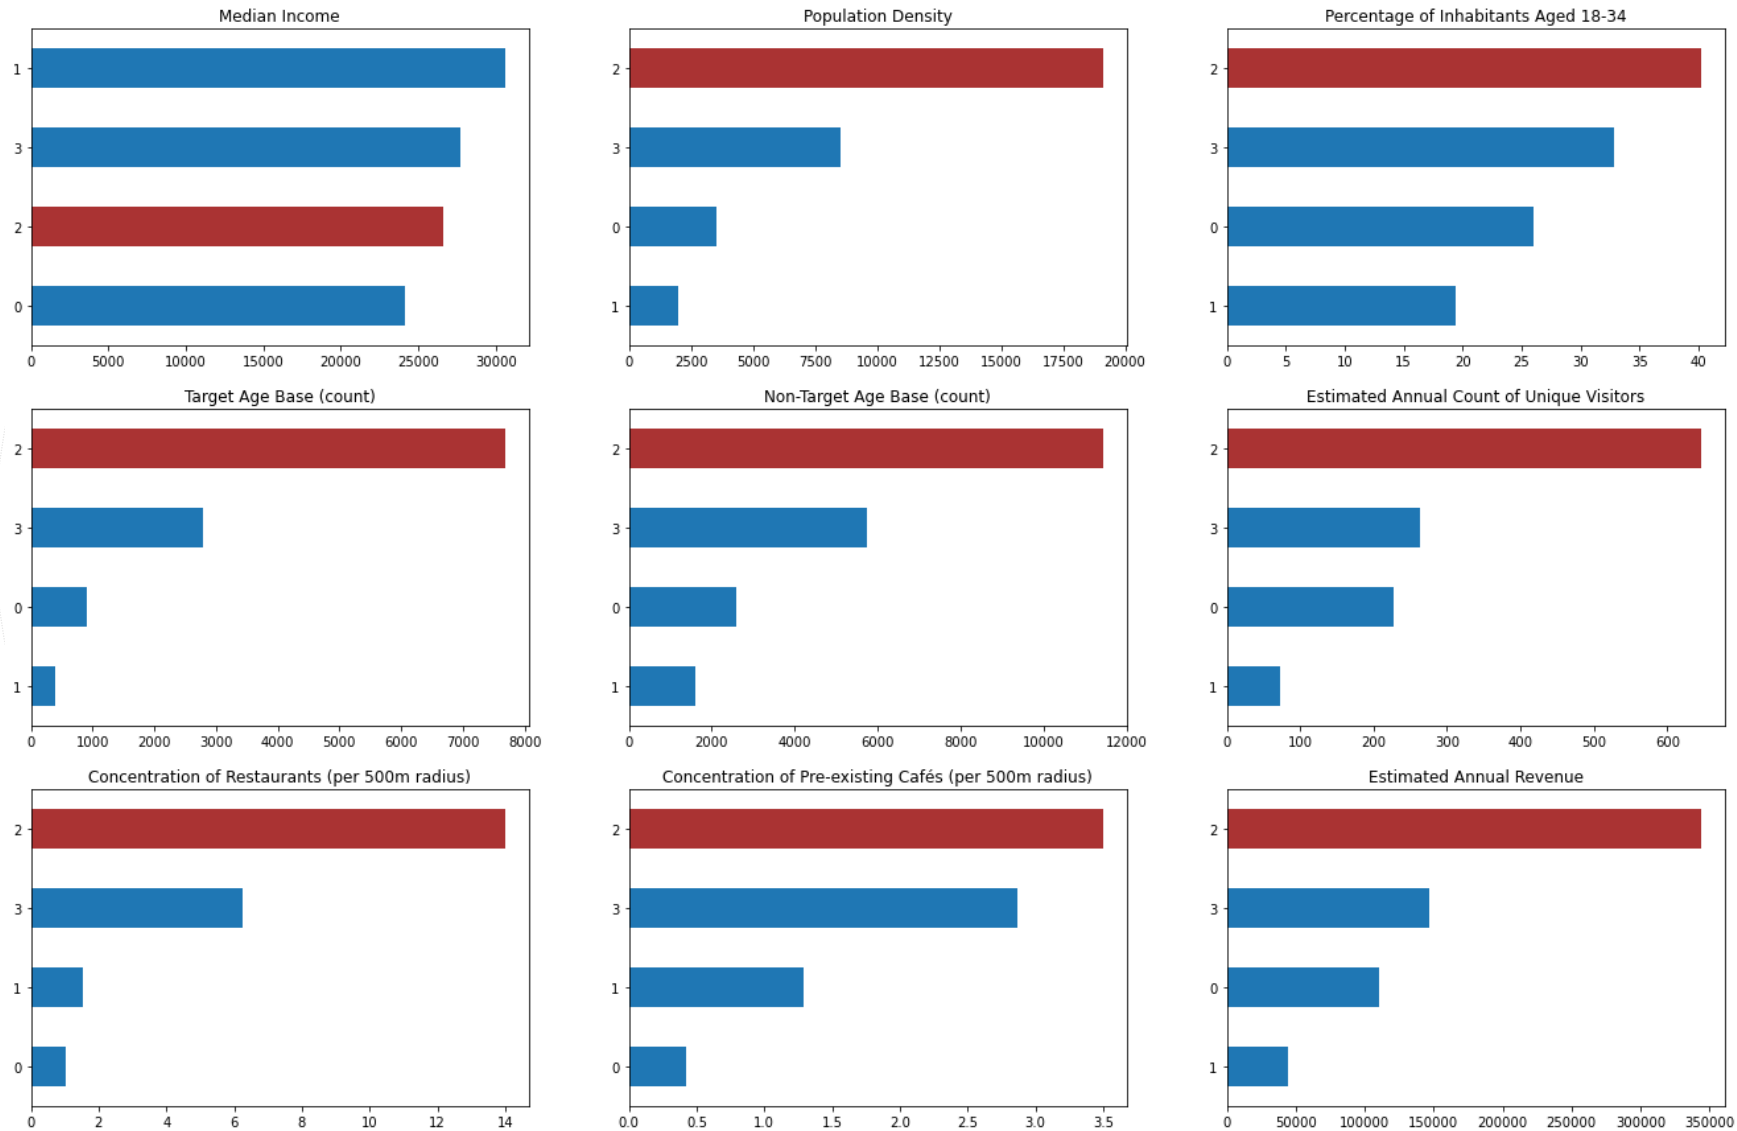 Median Income
1
3
2
0
0 5000 10000 15000 20000 25000 30000
Population Density
2
3
0
1
0 2500 5000 7500 10000 12500 15000 17500 20000
Percentage of Inhabitants Aged 18-34
2
3
0
1
0 5 10 15 20 25 30 35 40
Target Age Base (count)
2
3
0
1
0 1000 2000 3000 4000 5000 6000 7000 8000
Non-Target Age Base (count)
2
3
0
1
0 2000 4000 6000 8000 10000 12000
Estimated Annual Count of Unique Visitors
2
3
0
1
0 100 200 300 400 500 600
Concentration of Restaurants (per 500m radius)
2
3
1
0
0 2 4 6 8 10 12 14
Concentration of Pre-existing Cafés (per 500m radius)
2
3
1
0
0.0 0.5 1.0 1.5 2.0 2.5 3.0 3.5
Estimated Annual Revenue
2
3
0
1
0 50000 100000 150000 200000 250000 300000 350000